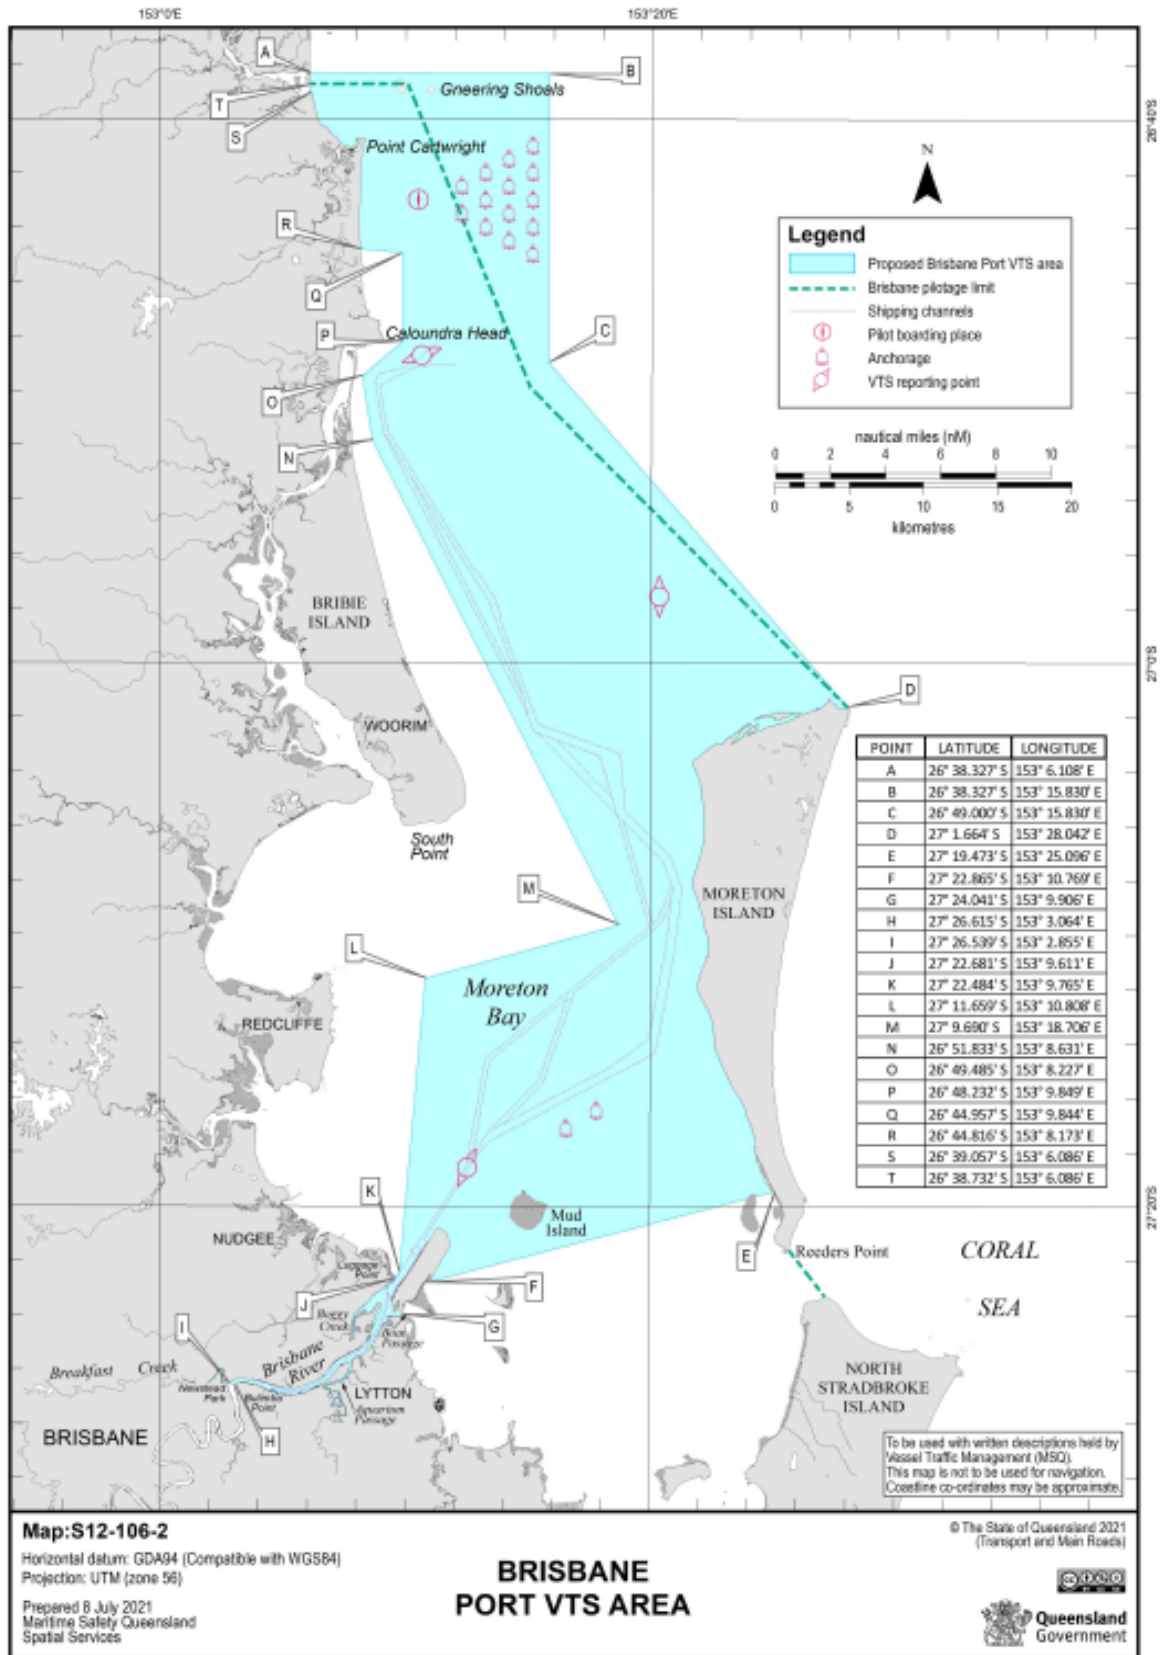 153°0'E
153°20'E
A
B
T
Gneering Shoals
S
26°40'S
Point Cartwright
N
R
Legend
Proposed Brisbane Port VTS area
Brisbane pilotage limit
Shipping channels
Pilot boarding place
Anchorage
VTS reporting point
Q
P
Caloundra Head
C
O
N
nautical miles (nM)
0 2 4 6 8 10
0 5 10 15 20
kilometres
BRIBIE
ISLAND
27°0'S
D
WOORIM
South
Point
POINT LATITUDE LONGITUDE
A 26° 38.327' S 153° 6.108' E
B 26° 38.327' S 153° 15.830' E
C 26° 49.000' S 153° 15.830' E
D 27° 1.664' S 153° 28.042' E
E 27° 19.473' S 153° 25.096' E
F 27° 22.865' S 153° 10.769' E
G 27° 24.041' S 153° 9.906' E
H 27° 26.615' S 153° 3.064' E
I 27° 26.539' S 153° 2.855' E
J 27° 22.681' S 153° 9.611' E
K 27° 22.484' S 153° 9.765' E
L 27° 11.659' S 153° 10.808' E
M 27° 9.690' S 153° 18.706' E
N 26° 51.833' S 153° 8.631' E
O 26° 49.485' S 153° 8.227' E
P 26° 48.232' S 153° 9.849' E
Q 26° 44.957' S 153° 9.844' E
R 26° 44.816' S 153° 8.173' E
S 26° 39.057' S 153° 6.086' E
T 26° 38.732' S 153° 6.086' E
M
MORETON
ISLAND
L
Moreton
Bay
REDCLIFFE
K
Mud
Island
27°20'S
NUDGEE
E
Reeders Point
CORAL
SEA
Luggage
Point
J
F
G
Boggy
Creek
Boat
Passage
I
Breakfast Creek
Brisbane
River
Newstead
Park
Bulimba
Point
LYTTON
Aquarium
Passage
NORTH
STRADBROKE
ISLAND
BRISBANE
H
To be used with written descriptions held by
Vessel Traffic Management (MSQ).
This map is not to be used for navigation.
Coastline co-ordinates may be approximate.
Map:S12-106-2
Horizontal datum: GDA94 (Compatible with WGS84)
Projection: UTM (zone 56)
Prepared 8 July 2021
Maritime Safety Queensland
Spatial Services
BRISBANE
PORT VTS AREA
© The State of Queensland 2021
(Transport and Main Roads)
Queensland
Government